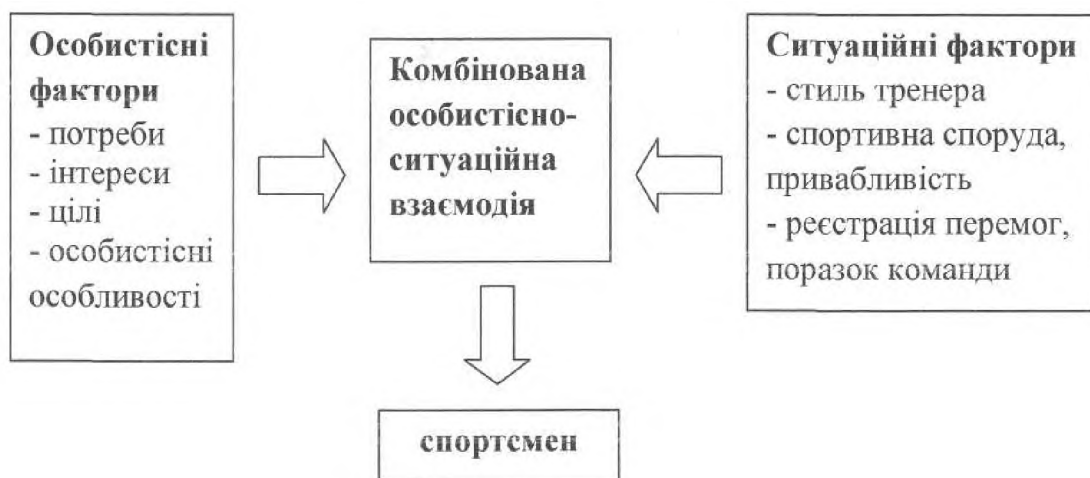 Особистісні
фактори
- потреби
- інтереси
- цілі
- особистісні
особливості
Комбінована
особистісно-
ситуаційна
взаємодія
Ситуаційні фактори
- стиль тренера
- спортивна споруда,
привабливість
- реєстрація перемог,
поразок команди
спортсмен